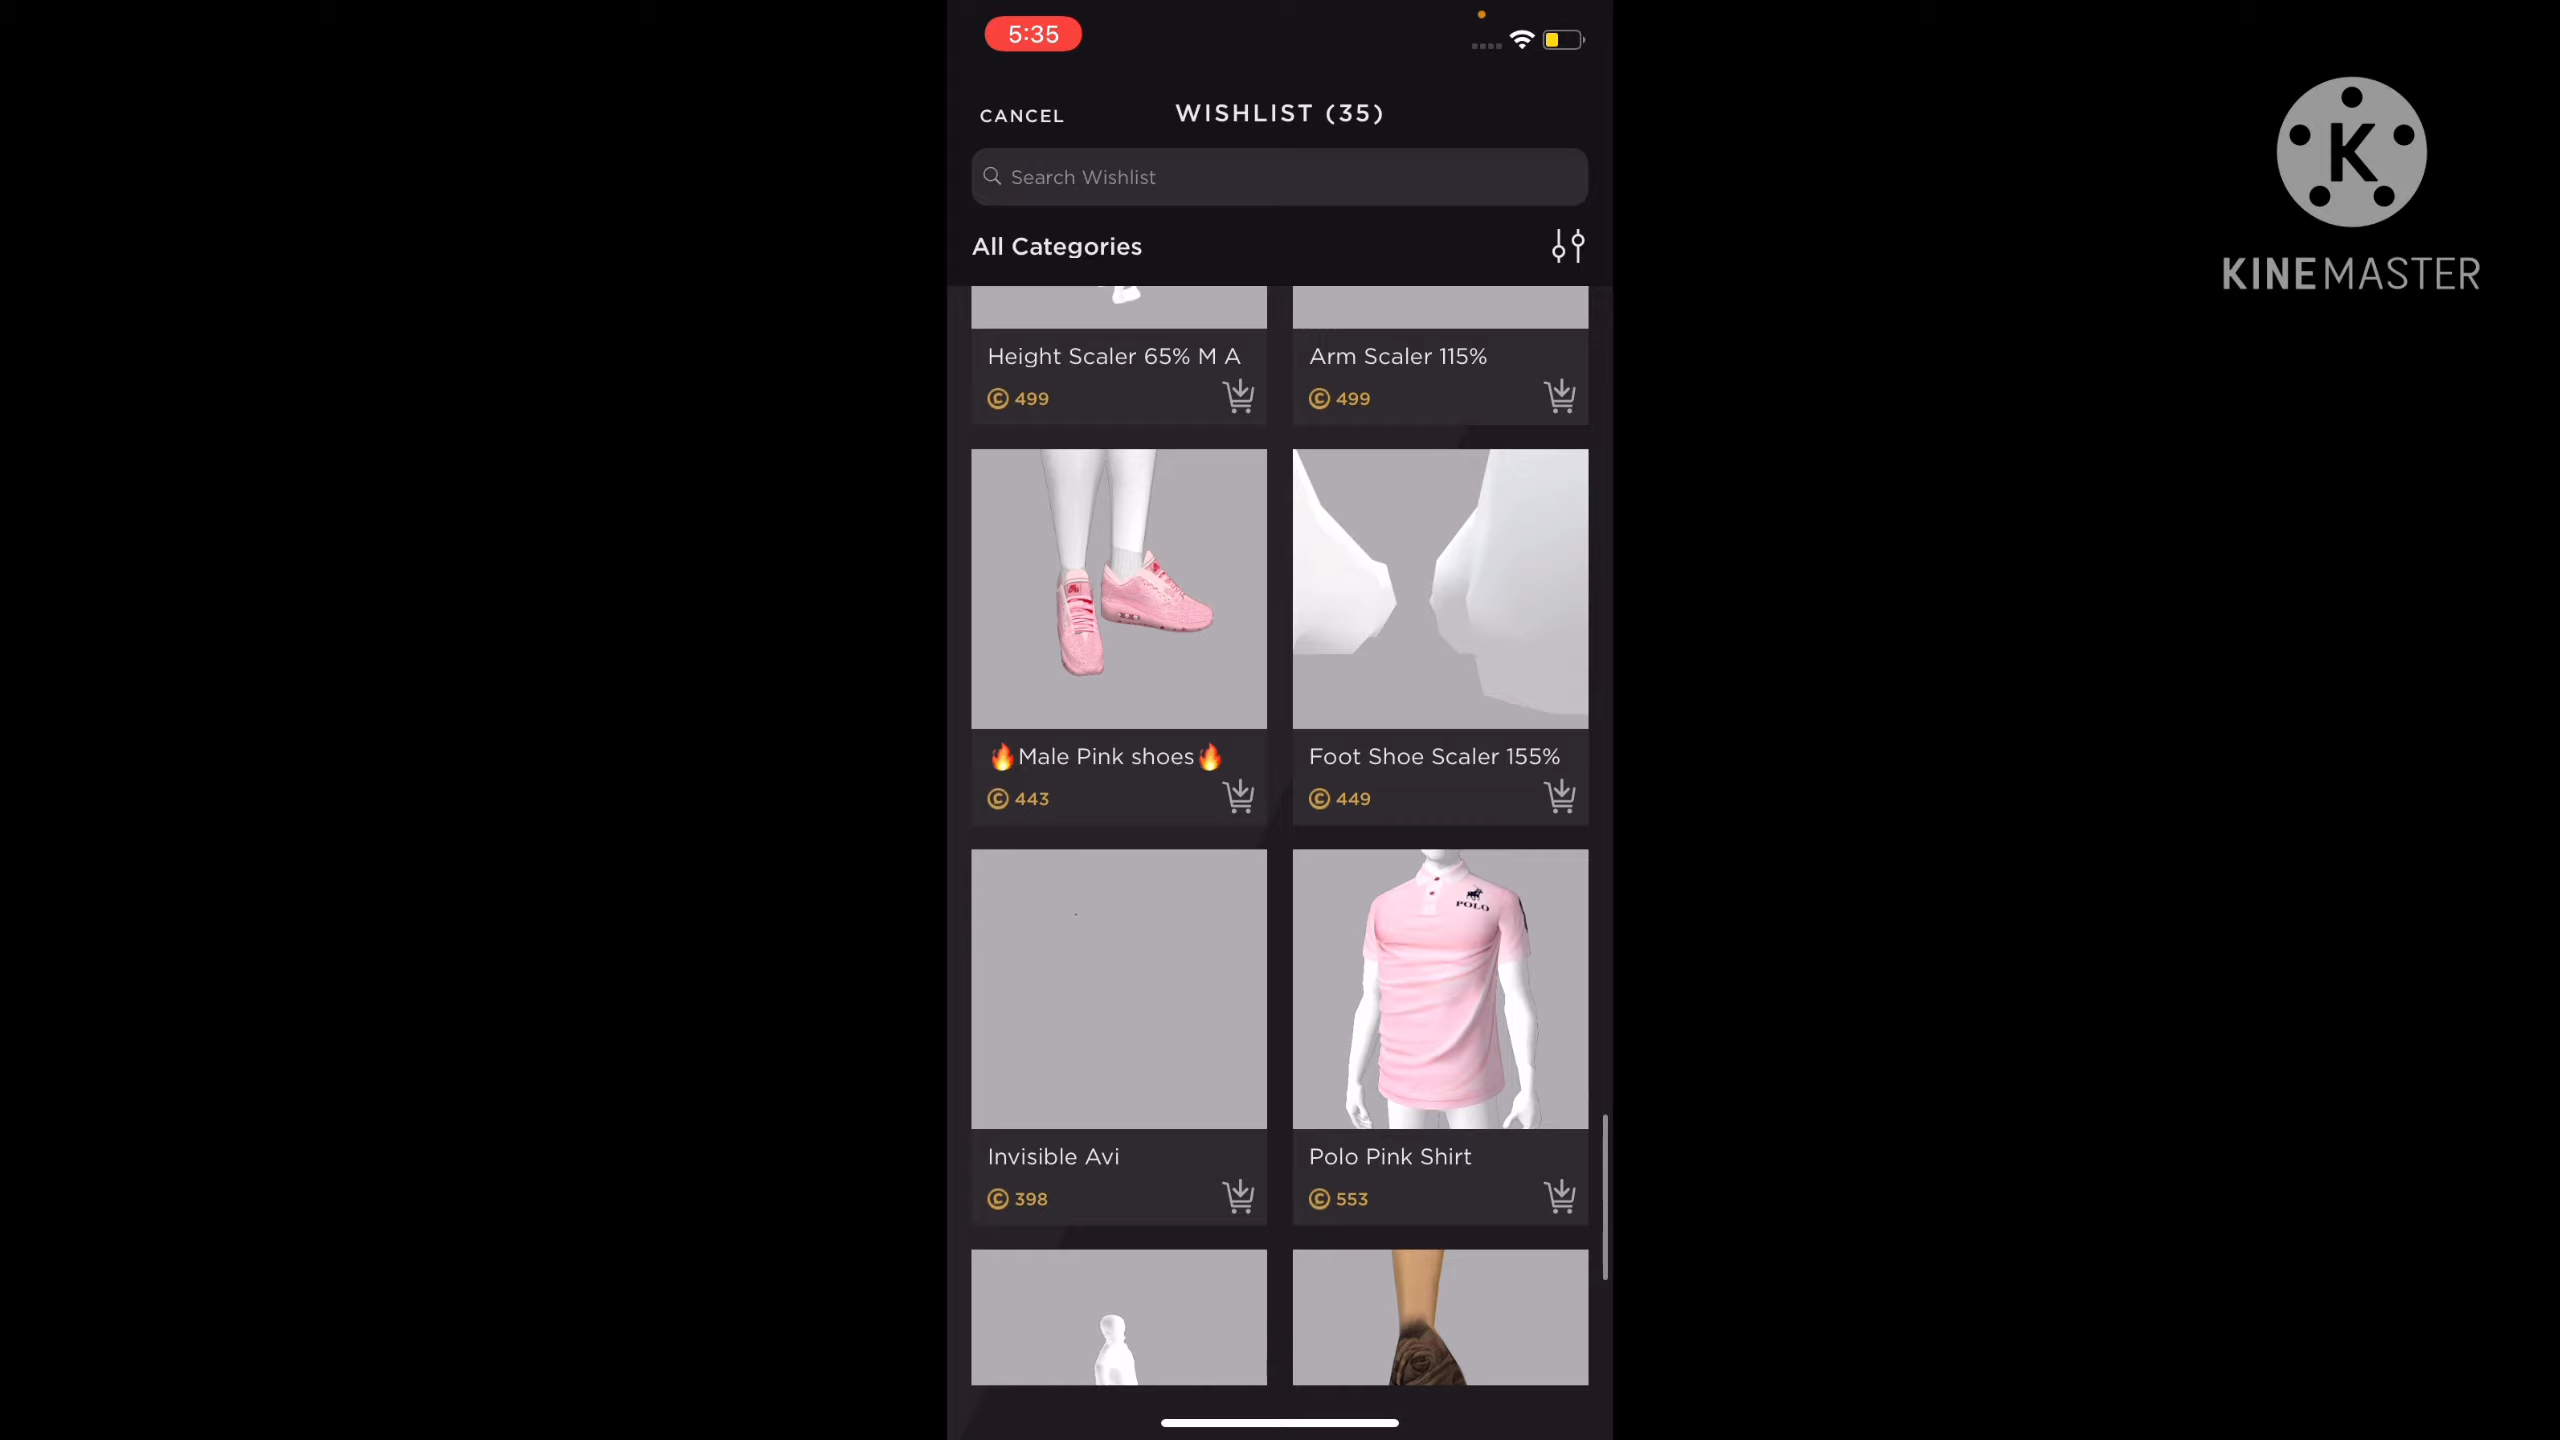 5:35
CANCEL
WISHLIST (35)
Search Wishlist
All Categories
Height Scaler 65% M A
499
Arm Scaler 115%
499
🔥Male Pink shoes🔥
443
Foot Shoe Scaler 155%
449
POLO
Invisible Avi
398
Polo Pink Shirt
553
K
KINEMASTER